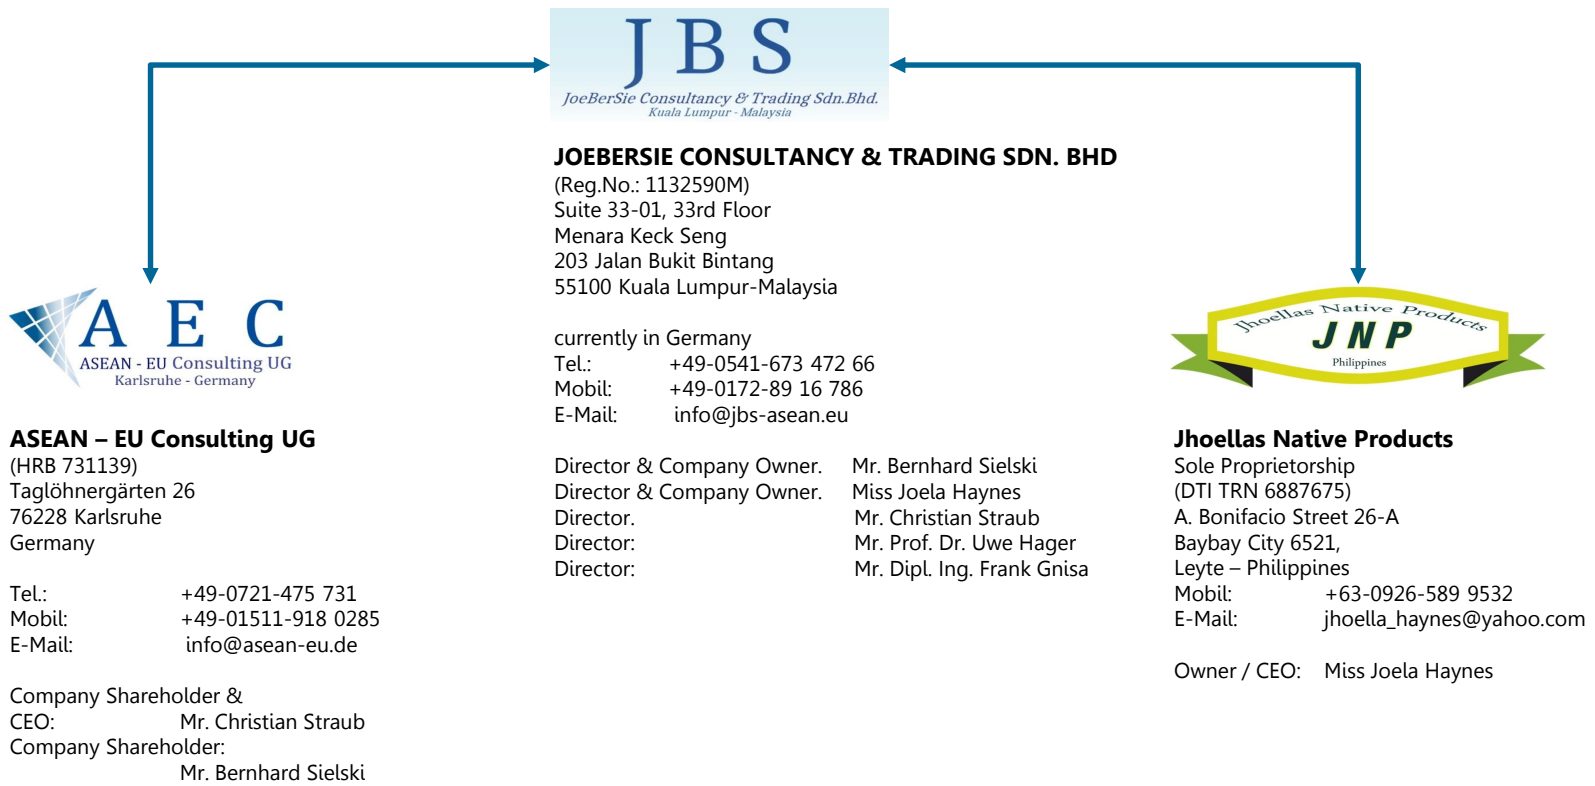 J B S
JoeBerSie Consultancy & Trading Sdn.Bhd.
Kuala Lumpur - Malaysia
JOEBERSIE CONSULTANCY & TRADING SDN. BHD
(Reg.No.: 1132590M)
Suite 33-01, 33rd Floor
Menara Keck Seng
203 Jalan Bukit Bintang
55100 Kuala Lumpur-Malaysia
currently in Germany
Tel.: +49-0541-673 472 66
Mobil: +49-0172-89 16 786
E-Mail: info@jbs-asean.eu
Director & Company Owner. Mr. Bernhard Sielski
Director & Company Owner. Miss Joela Haynes
Director. Mr. Christian Straub
Director: Mr. Prof. Dr. Uwe Hager
Director: Mr. Dipl. Ing. Frank Gnisa
A E C
ASEAN - EU Consulting UG
Karlsruhe - Germany
ASEAN – EU Consulting UG
(HRB 731139)
Taglöhnergärten 26
76228 Karlsruhe
Germany
Tel.: +49-0721-475 731
Mobil: +49-01511-918 0285
E-Mail: info@asean-eu.de
Company Shareholder &
CEO: Mr. Christian Straub
Company Shareholder:
Mr. Bernhard Sielski
Jhoellas Native Products
JNP
Philippines
Jhoellas Native Products
Sole Proprietorship
(DTI TRN 6887675)
A. Bonifacio Street 26-A
Baybay City 6521,
Leyte – Philippines
Mobil: +63-0926-589 9532
E-Mail: jhoella_haynes@yahoo.com
Owner / CEO: Miss Joela Haynes